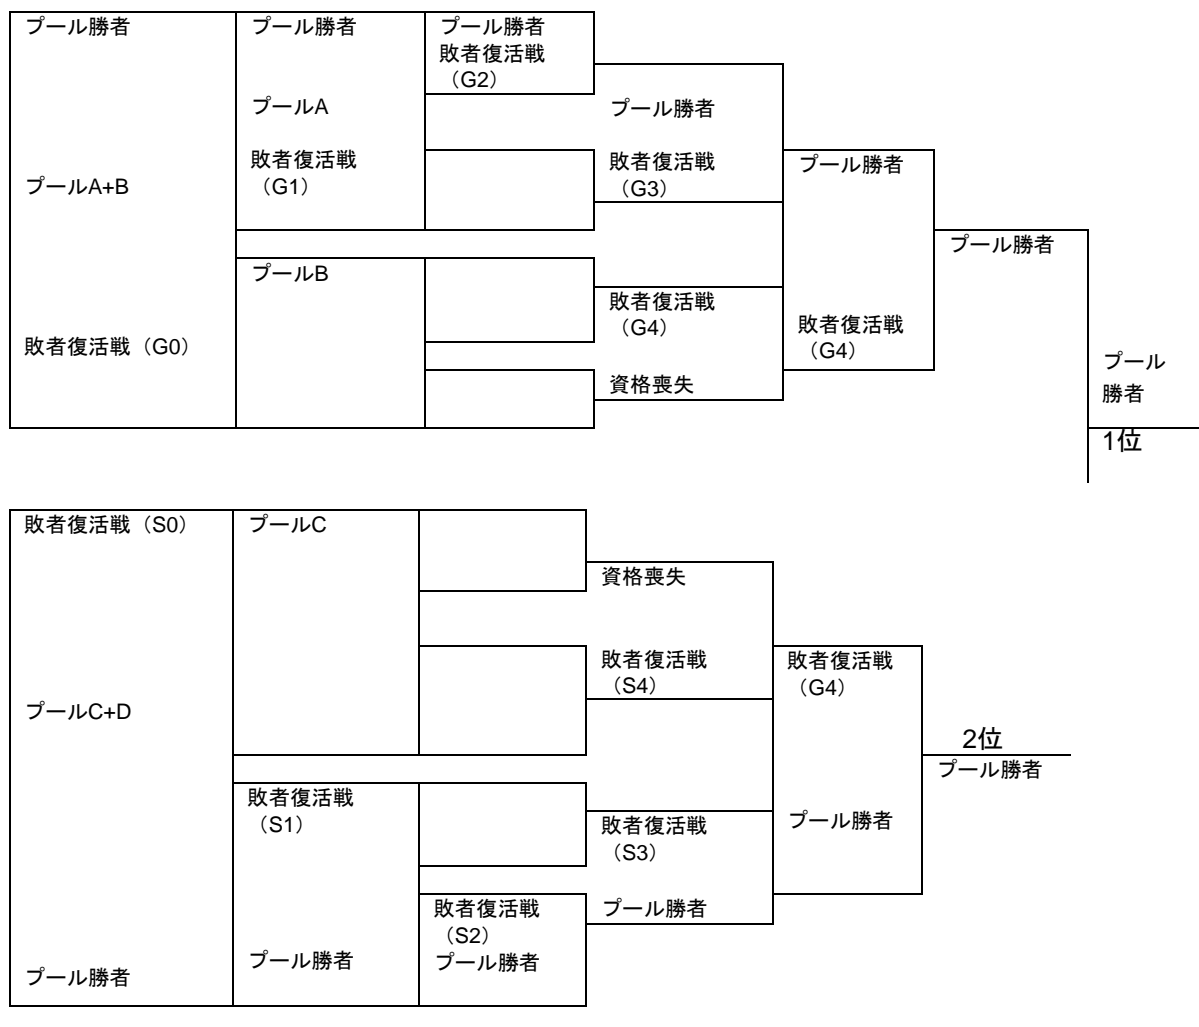 プール勝者
プールA+B
敗者復活戦（G0）
プール勝者
プールA
敗者復活戦
（G1）
プールB
プール勝者
敗者復活戦
（G2）
プール勝者
敗者復活戦
（G3）
敗者復活戦
（G4）
資格喪失
プール勝者
敗者復活戦
（G4）
プール勝者
プール
勝者
1位
敗者復活戦（S0）
プールC+D
プール勝者
プールC
敗者復活戦
（S1）
プール勝者
敗者復活戦
（S2）
プール勝者
資格喪失
敗者復活戦
（S4）
敗者復活戦
（S3）
プール勝者
敗者復活戦
（G4）
プール勝者
2位
プール勝者